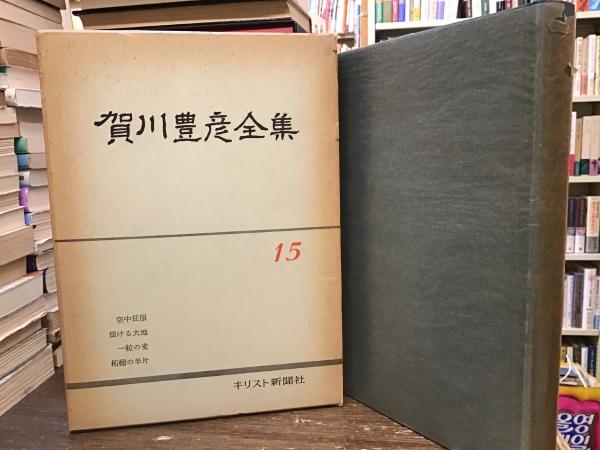 賀川豊彦全集
15
空中征服
傾ける大地
一粒の麦
柘榴の半片
キリスト新聞社
영